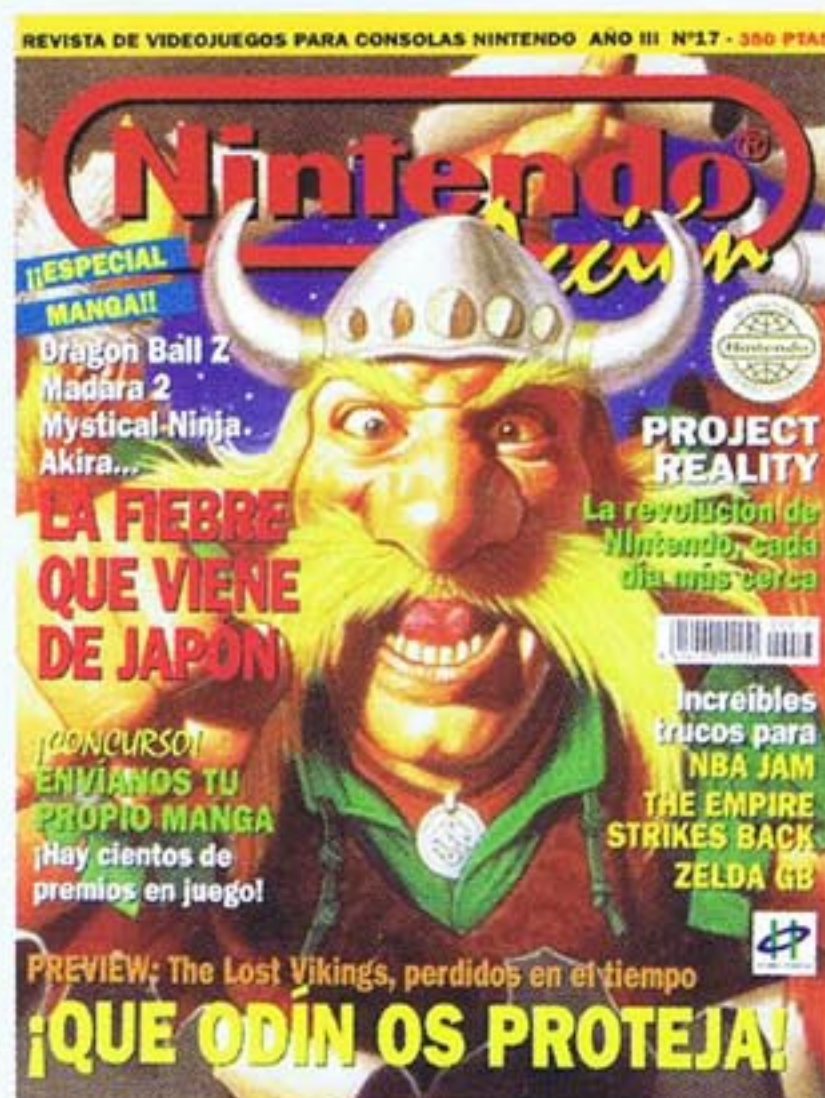 REVISTA DE VIDEOJUEGOS PARA CONSOLAS NINTENDO AÑO III Nº17 - 350 PTAS
Nintendo®
Acción
¡¡ESPECIAL
MANGA!!
Dragon Ball Z
Madara 2
Mystical Ninja
Akira...
LA FIEBRE
QUE VIENE
DE JAPÓN
¡CONCURSO!
ENVÍANOS TU
PROPIO MANGA
¡Hay cientos de
premios en juego!
Nintendo
PROJECT
REALITY
La revolución de
Nintendo, cada
día más cerca
Increíbles
trucos para
NBA JAM
THE EMPIRE
STRIKES BACK
ZELDA GB
PREVIEW: The Lost Vikings, perdidos en el tiempo
¡QUE ODÍN OS PROTEJA!